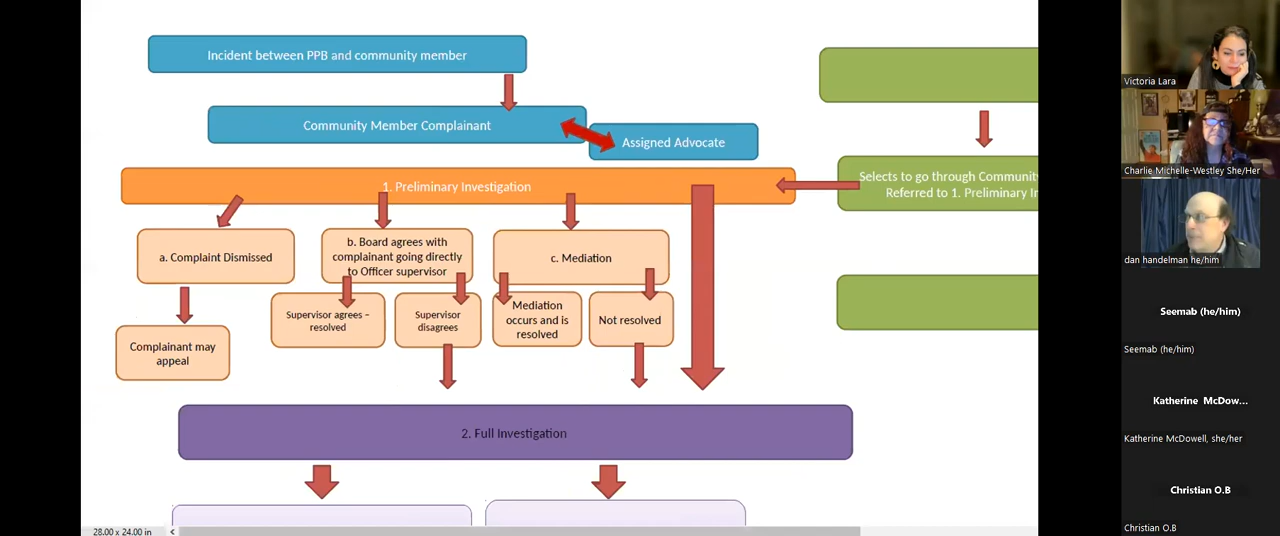 Incident between PPB and community member
Community Member Complainant
Assigned Advocate
1. Preliminary Investigation
Selects to go through Community
Referred to 1. Preliminary
a. Complaint Dismissed
b. Board agrees with
complainant going directly
to Officer supervisor
c. Mediation
Supervisor agrees –
resolved
Supervisor
disagrees
Mediation
occurs and is
resolved
Not resolved
Complainant may
appeal
2. Full Investigation
28.00 x 24.00 in
Victoria Lara
Charlie Michelle-Westley She/Her
dan handelman he/him
Seemab (he/him)
Seemab (he/him)
Katherine McDow...
Katherine McDowell, she/her
Christian O.B
Christian O.B